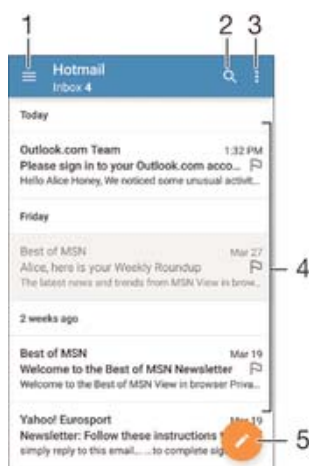 1 2 3
Hotmail
Inbox 4
Today
Outlook.com Team 1:32 PM
Please sign in to your Outlook.com acco...
Hello Alice Honey, We noticed some unusual activit...
Friday
Best of MSN Mar 27
Alice, here is your Weekly Roundup
The latest news and trends from MSN View in brow...
4
2 weeks ago
Best of MSN Mar 19
Welcome to the Best of MSN Newsletter
Welcome to the Best of MSN View in browser Priva...
Yahoo! Eurosport Mar 19
Newsletter: Follow these instructions
5
simply reply to this email... ...to complete